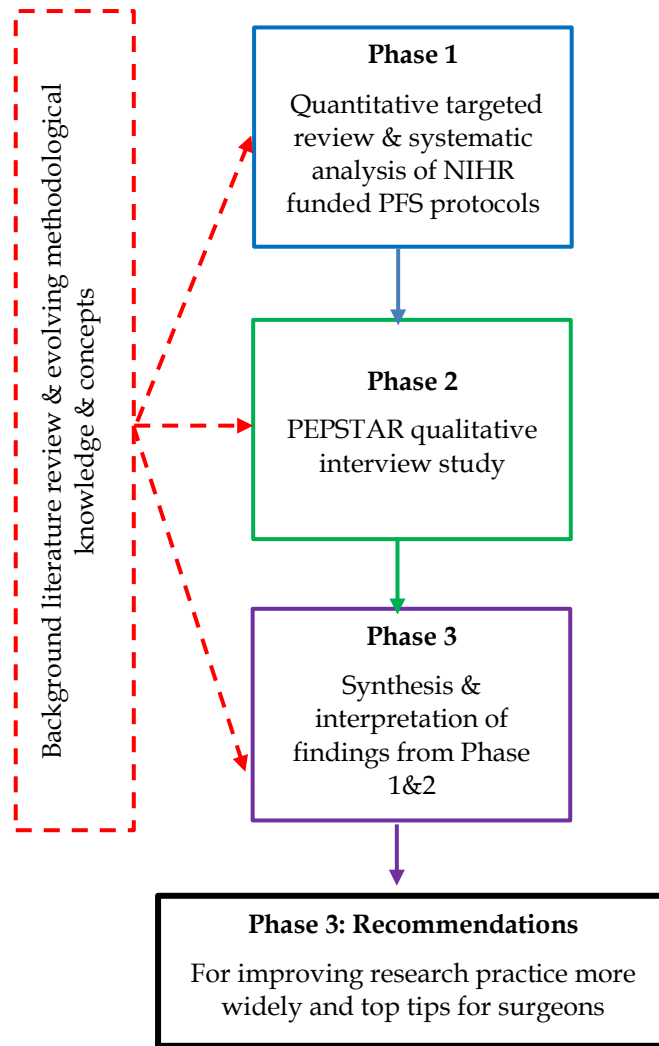 Background literature review & evolving methodological
knowledge & concepts
Phase 1
Quantitative targeted
review & systematic
analysis of NIHR
funded PFS protocols
Phase 2
PEPSTAR qualitative
interview study
Phase 3
Synthesis &
interpretation of
findings from Phase
1&2
Phase 3: Recommendations
For improving research practice more
widely and top tips for surgeons